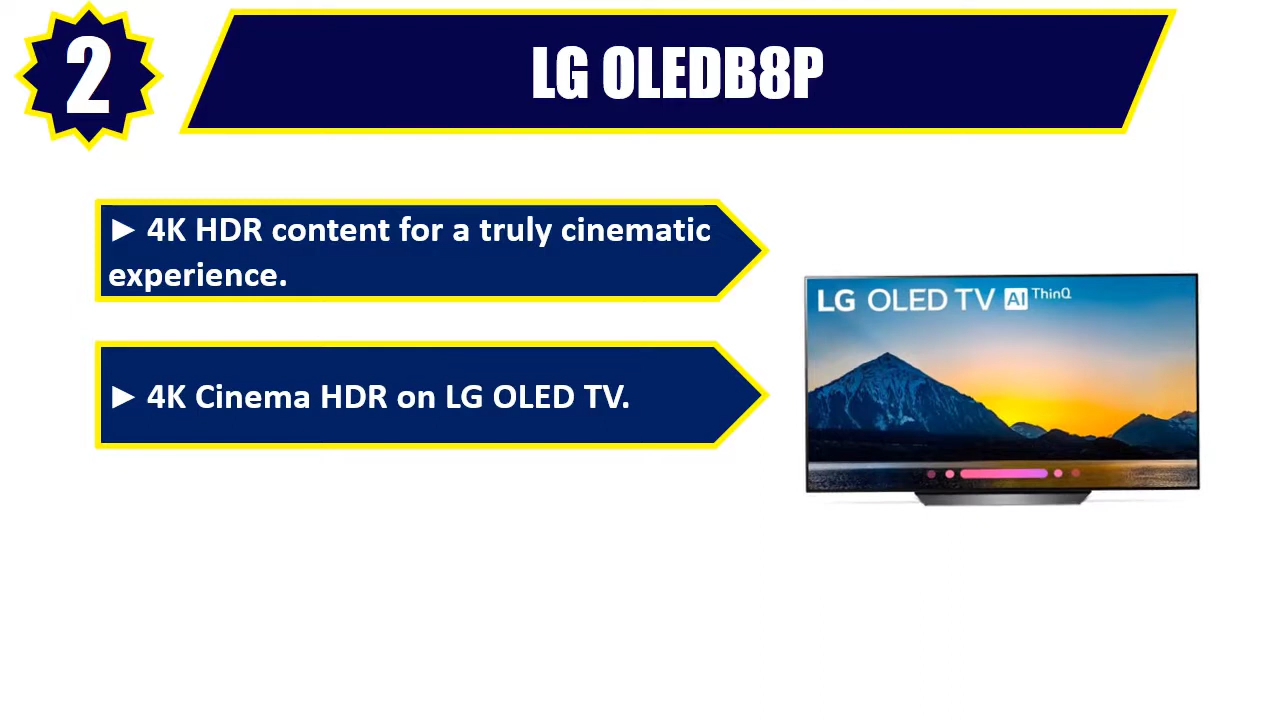 2
LG OLEDB8P
► 4K HDR content for a truly cinematic
experience.
► 4K Cinema HDR on LG OLED TV.
LG OLED TV AI ThinQ